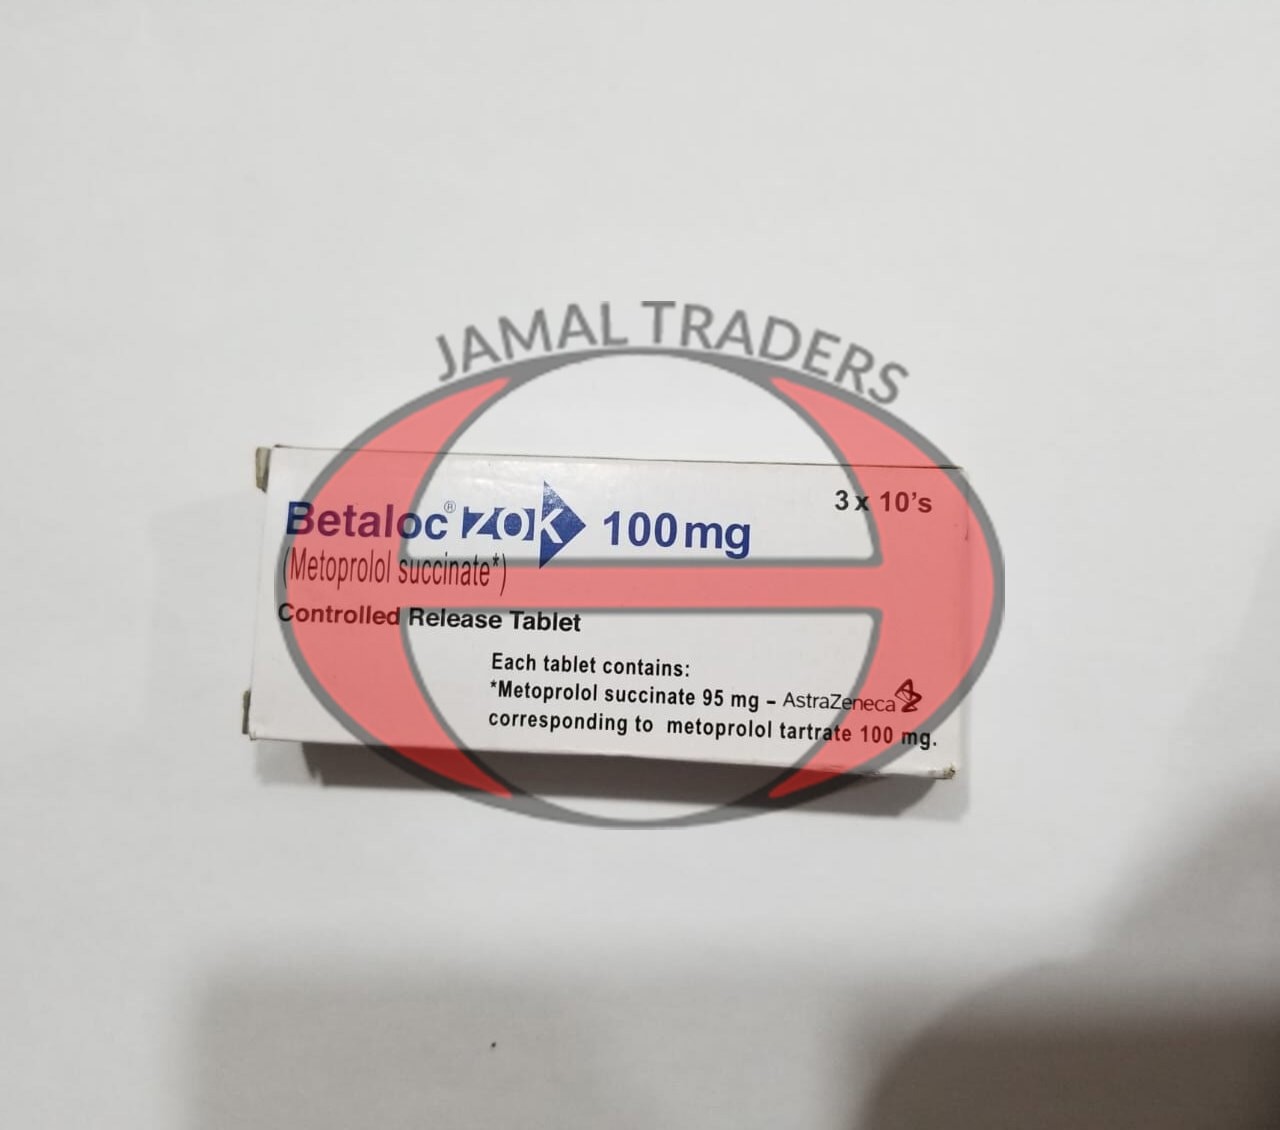 JAMAL TRADERS
Betaloc® ZOK 100 mg
3 x 10's
(Metoprolol succinate*)
Controlled Release Tablet
Each tablet contains:
*Metoprolol succinate 95 mg – AstraZeneca
corresponding to metoprolol tartrate 100 mg.